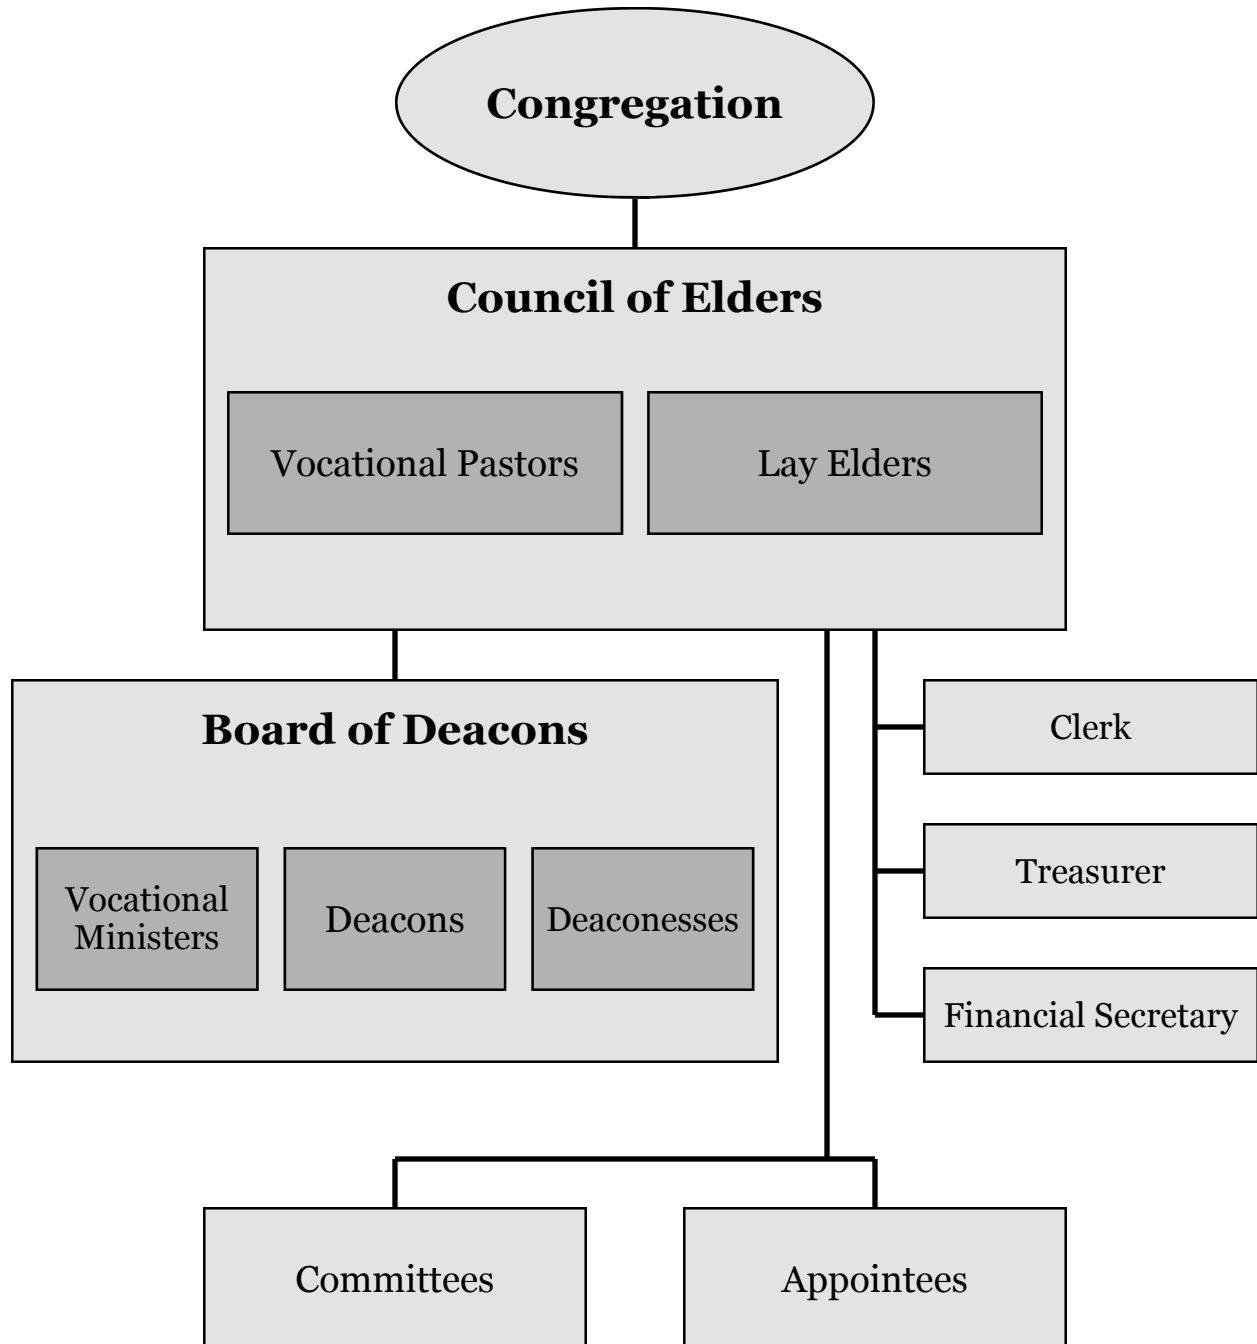 Congregation
Council of Elders
Vocational Pastors
Lay Elders
Board of Deacons
Vocational
Ministers
Deacons
Deaconesses
Clerk
Treasurer
Financial Secretary
Committees
Appointees